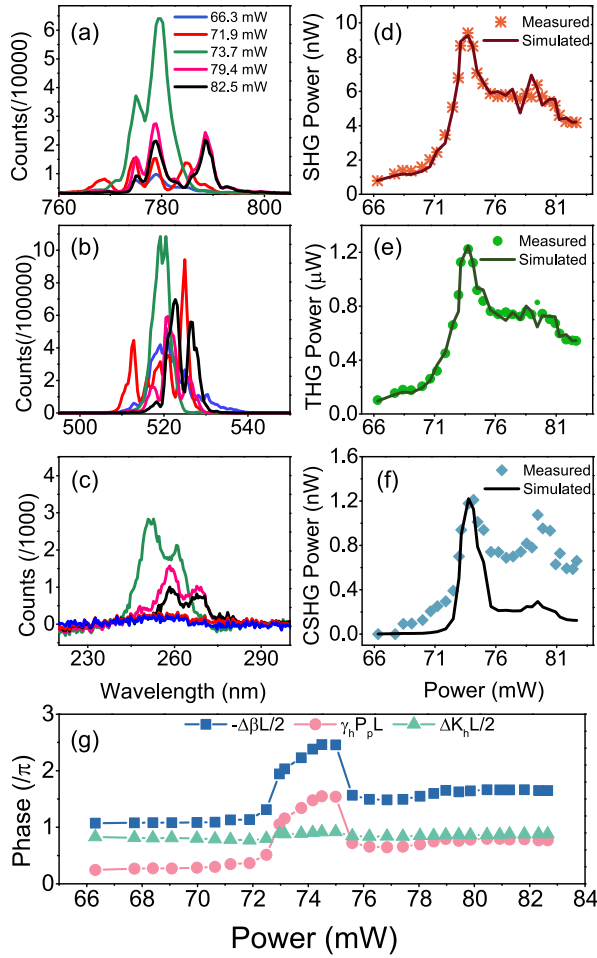 (a)
66.3 mW
71.9 mW
73.7 mW
79.4 mW
82.5 mW
Counts(/10000)
6
5
4
3
2
1
760
780
800
(d)
Measured
Simulated
SHG Power (nW)
10
8
6
4
2
0
66
71
77
82
(b)
Counts(/100000)
10
8
6
4
2
0
500
520
540
(e)
Measured
Simulated
THG Power (μW)
1.2
0.8
0.4
0.0
66
71
77
82
(c)
Counts (/1000)
4
3
2
1
0
230
260
290
Wavelength (nm)
(f)
Measured
Simulated
CSHG Power (nW)
1.6
1.2
0.8
0.4
0.0
66
71
77
82
Power (mW)
(g)
-ΔβL/2
γhPpL
ΔKhL/2
Phase (/π)
3
2
1
0
66
68
70
72
74
76
78
80
82
84
Power (mW)